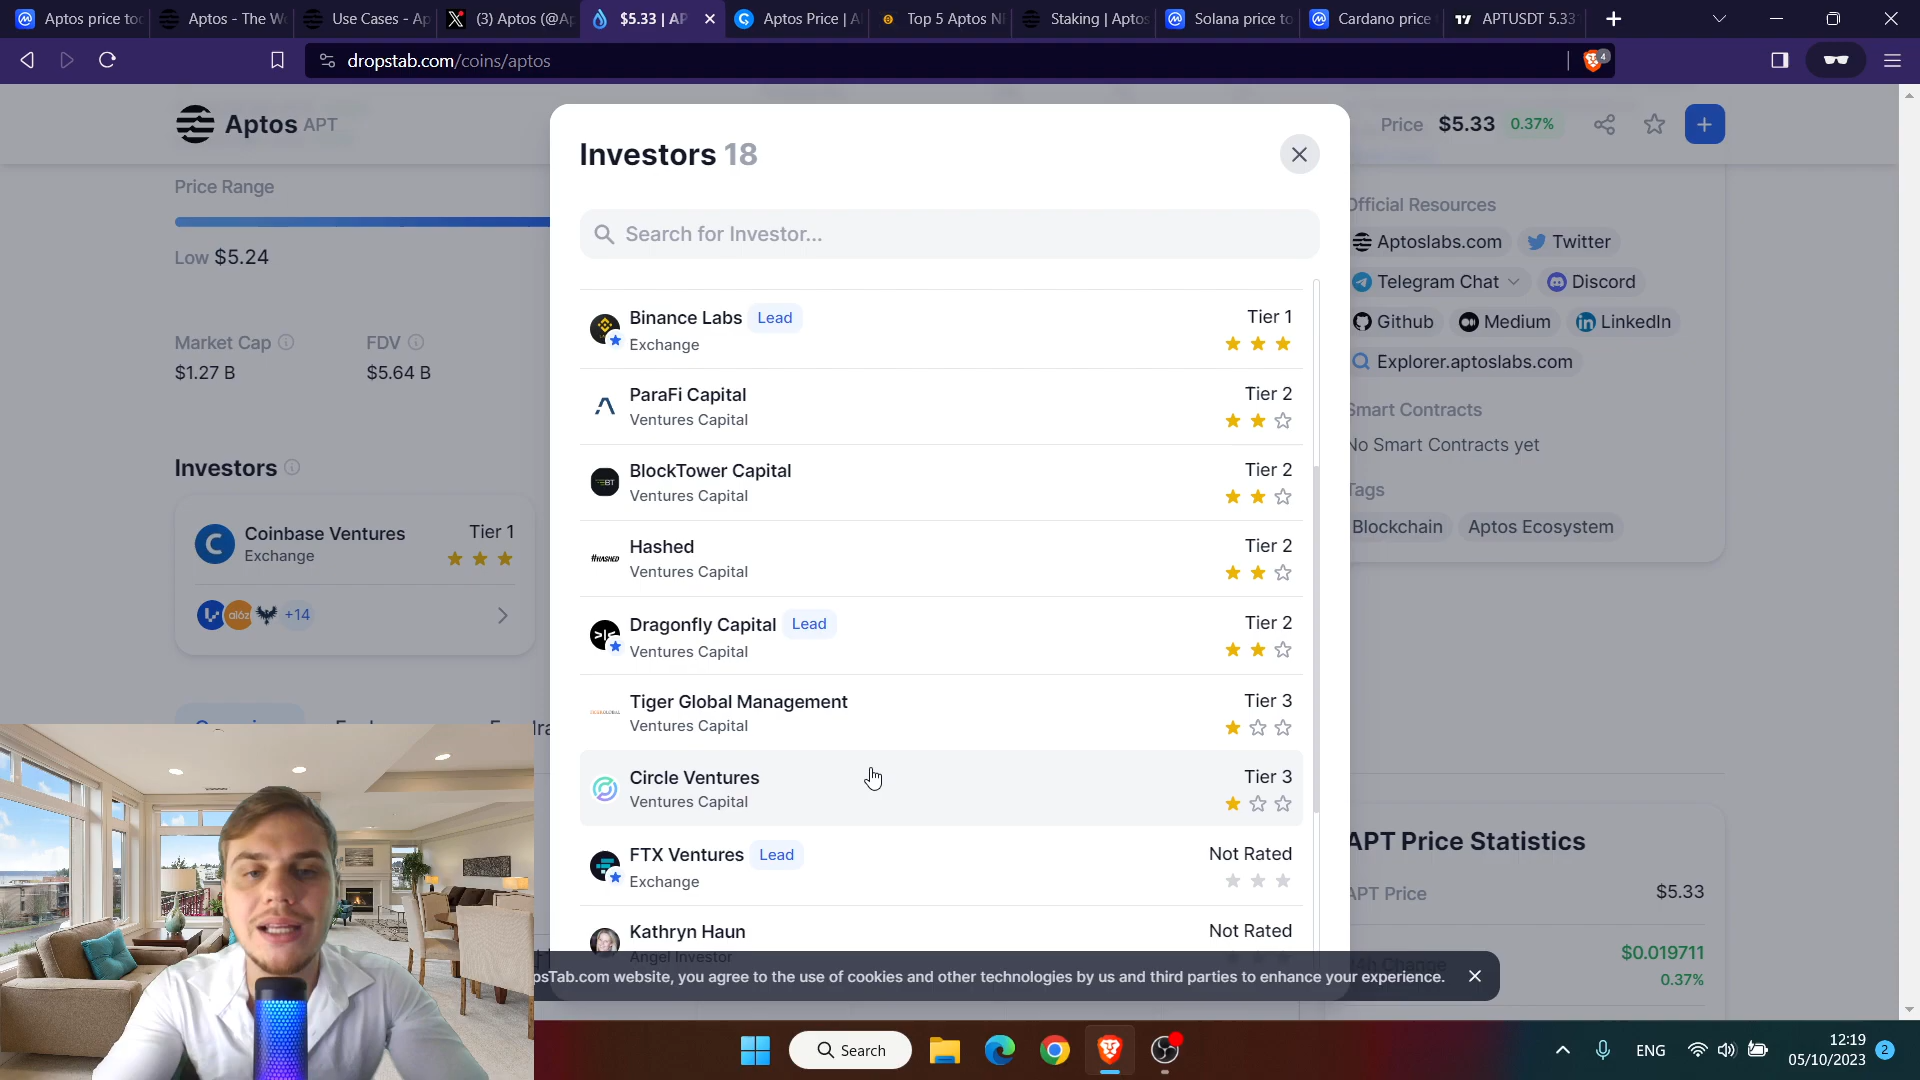 Aptos price too
Aptos - The Wo
Use Cases - Ap
(3) Aptos (@Ap
$5.33 | AP
Aptos Price | A
Top 5 Aptos N
Staking | Aptos
Solana price to
Cardano price
APTUSDT 5.33
dropstab.com/coins/aptos
4
Aptos APT
Price $5.33 0.37%
Price Range
Low $5.24
Market Cap
$1.27 B
FDV
$5.64 B
Investors
Coinbase Ventures
Exchange
Tier 1
+14
Investors 18
Search for Investor...
Binance Labs Lead
Exchange
Tier 1
ParaFi Capital
Ventures Capital
Tier 2
BlockTower Capital
Ventures Capital
Tier 2
#HASHED
Hashed
Ventures Capital
Tier 2
Dragonfly Capital Lead
Ventures Capital
Tier 2
Tiger Global Management
Ventures Capital
Tier 3
Circle Ventures
Ventures Capital
Tier 3
FTX Ventures Lead
Exchange
Not Rated
Kathryn Haun
Angel Investor
Not Rated
psTab.com website, you agree to the use of cookies and other technologies by us and third parties to enhance your experience.
Official Resources
Aptoslabs.com
Twitter
Telegram Chat
Discord
Github
Medium
LinkedIn
Explorer.aptoslabs.com
Smart Contracts
No Smart Contracts yet
Tags
Blockchain
Aptos Ecosystem
APT Price Statistics
APT Price
$5.33
24h Change
$0.019711
0.37%
Search
ENG
12:19
05/10/2023
2